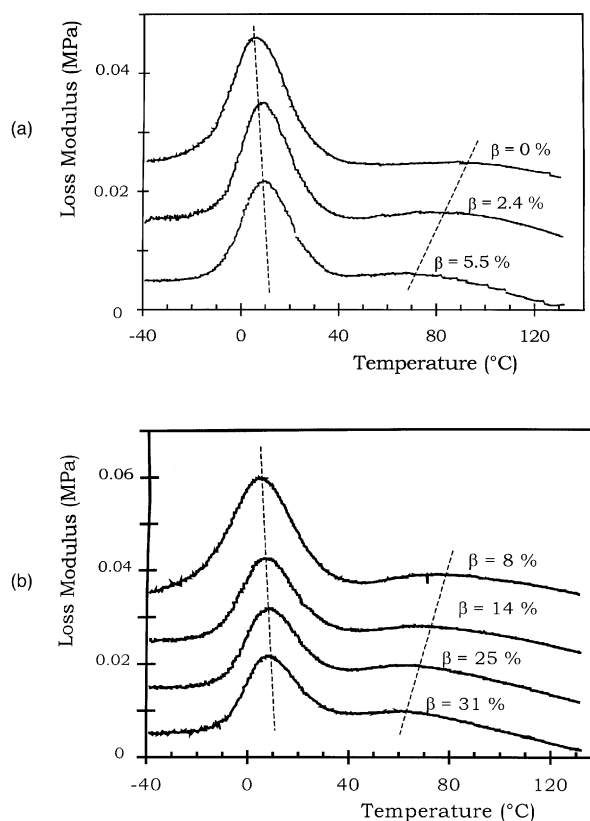 (a)
Loss Modulus (MPa)
0.04
0.02
0
β = 0 %
β = 2.4 %
β = 5.5 %
-40
0
40
80
120
Temperature (°C)
(b)
Loss Modulus (MPa)
0.06
0.04
0.02
0
β = 8 %
β = 14 %
β = 25 %
β = 31 %
-40
0
40
80
120
Temperature (°C)